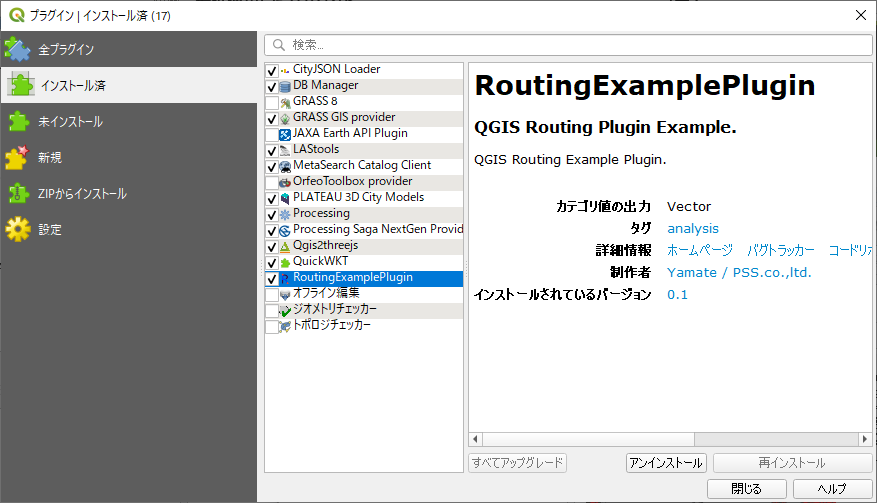 プラグイン | インストール済 (17)
全プラグイン
インストール済
未インストール
新規
ZIPからインストール
設定
検索...
CityJSON Loader
DB Manager
GRASS 8
GRASS GIS provider
JAXA Earth API Plugin
LAStools
MetaSearch Catalog Client
OrfeoToolbox provider
PLATEAU 3D City Models
Processing
Processing Saga NextGen Provid
Qgis2threejs
QuickWKT
RoutingExamplePlugin
オフライン編集
ジオメトリチェッカー
トポロジチェッカー
RoutingExamplePlugin
QGIS Routing Plugin Example.
QGIS Routing Example Plugin.
カテゴリ値の出力 Vector
タグ analysis
詳細情報 ホームページ バグトラッカー コードリポ
制作者 Yamate / PSS.co.,ltd.
インストールされているバージョン 0.1
すべてアップグレード アンインストール 再インストール
閉じる ヘルプ